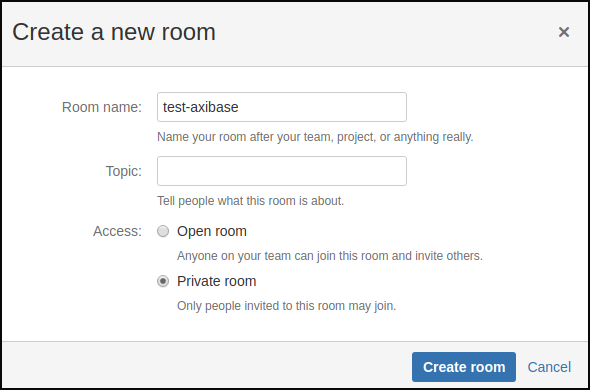 Create a new room ×
Room name: test-axibase
Name your room after your team, project, or anything really.
Topic:
Tell people what this room is about.
Access: Open room
Anyone on your team can join this room and invite others.
Private room
Only people invited to this room may join.
Create room Cancel